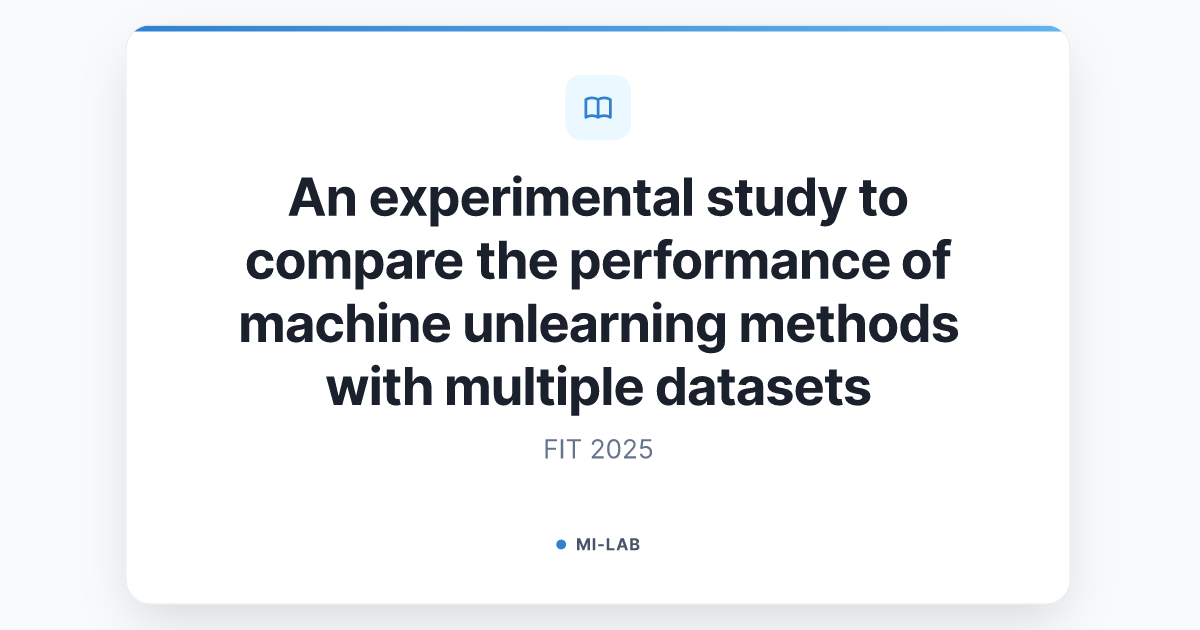 An experimental study to
compare the performance of
machine unlearning methods
with multiple datasets
FIT 2025
MI-LAB